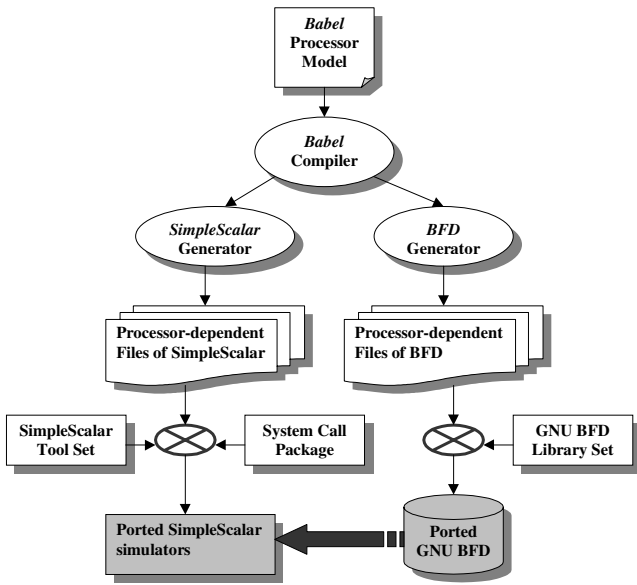 Babel
Processor
Model
Babel
Compiler
SimpleScalar
Generator
BFD
Generator
Processor-dependent
Files of SimpleScalar
Processor-dependent
Files of BFD
SimpleScalar
Tool Set
System Call
Package
GNU BFD
Library Set
Ported SimpleScalar
simulators
Ported
GNU BFD